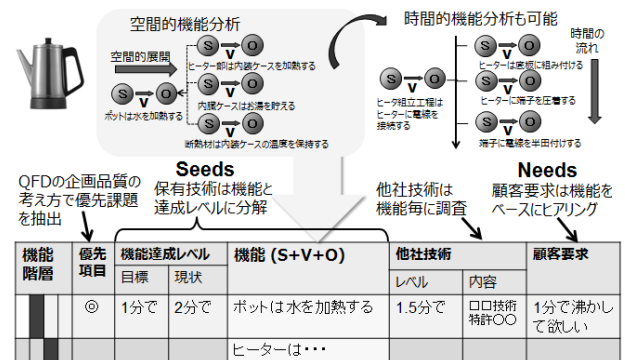 空間的機能分析
空間的展開
S V O
ヒーター部は内装ケースを加熱する
S V O
ポットは水を加熱する
S V O
内臓ケースはお湯を貯える
S V O
断熱材は内装ケースの温度を保持する
時間的機能分析も可能
時間の
流れ
S V O
ヒーターは底板に組み付ける
S V O
ヒータ組立工程は
ヒーターに電線を
接続する
S V O
ヒーターに端子を圧着する
S V O
端子に電線を半田付けする
QFDの企画品質の
考え方で優先課題
を抽出
Seeds
保有技術は機能と
達成レベルに分解
他社技術は
機能毎に調査
Needs
顧客要求は機能を
ベースにヒアリング
機能
階層
優先
項目
機能達成レベル
目標
現状
機能 (S+V+O)
他社技術
レベル
内容
顧客要求
◎
1分で
2分で
ポットは水を加熱する
1.5分で
□□技術
特許○○
1分で沸かし
て欲しい
ヒーターは・・・